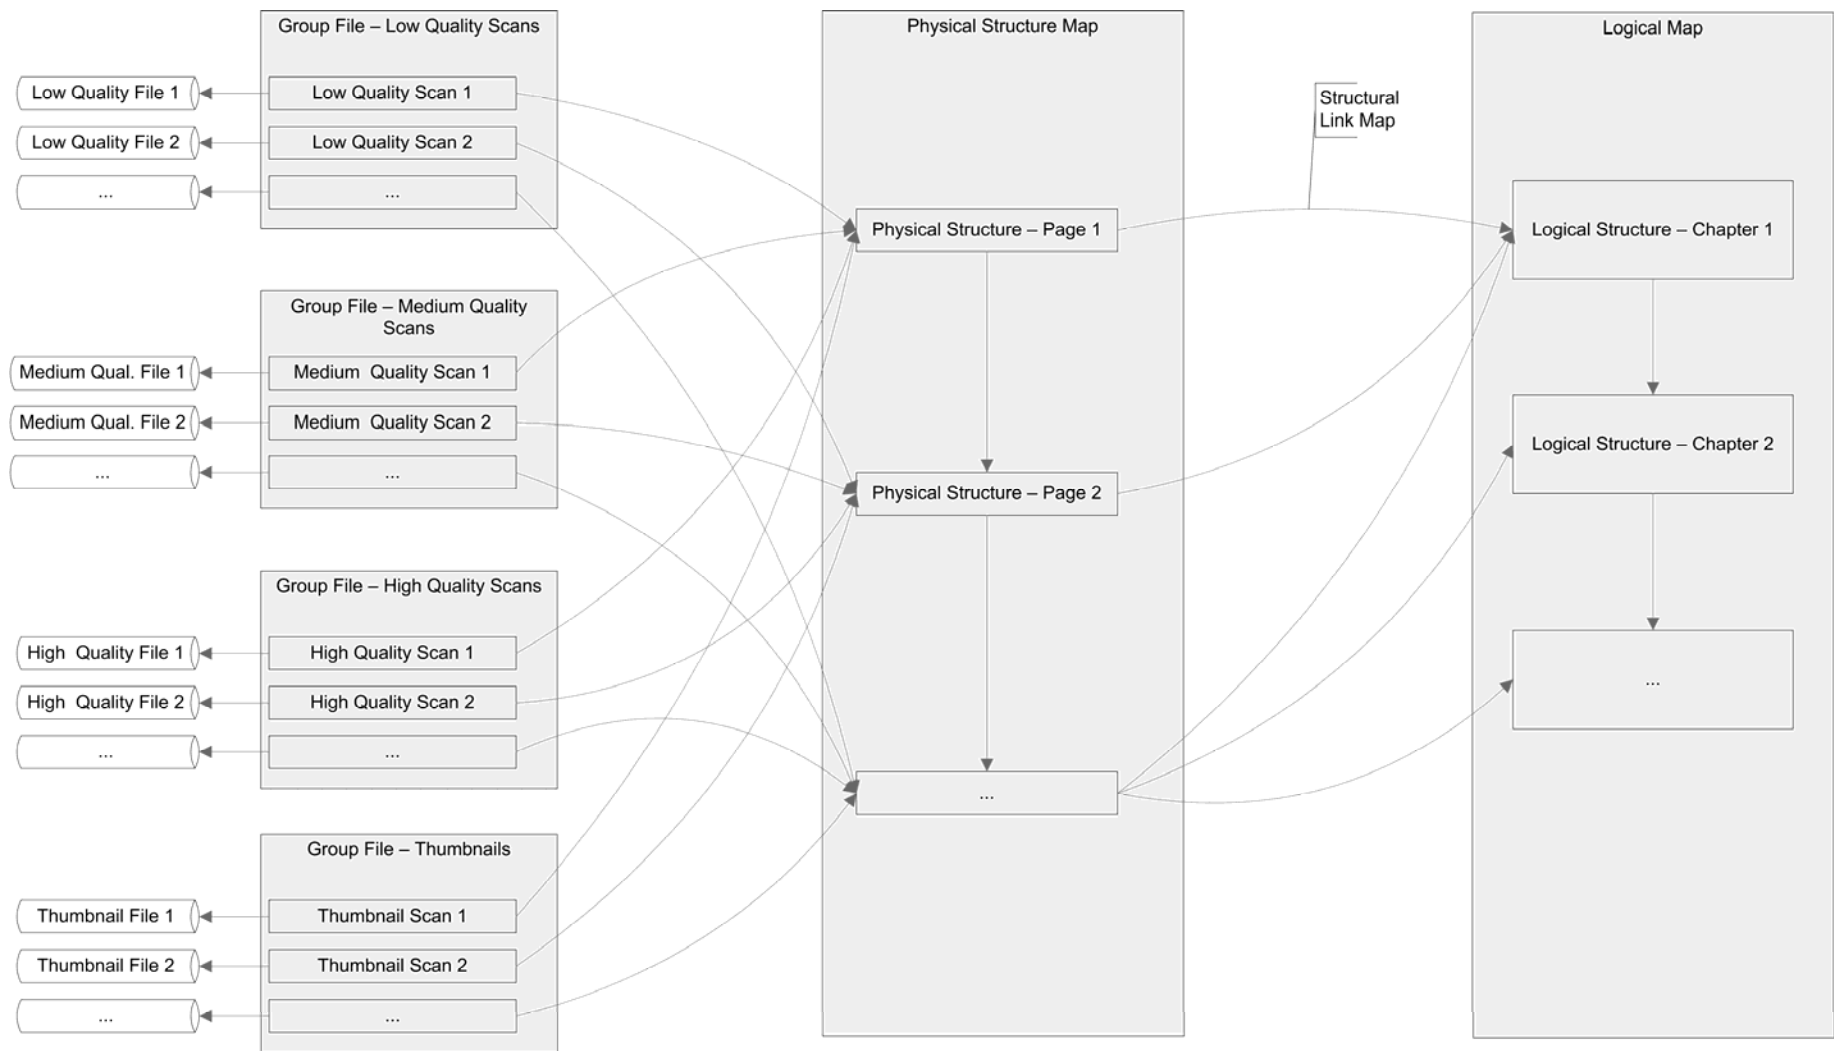 Group File – Low Quality Scans
Low Quality File 1
Low Quality Scan 1
Low Quality File 2
Low Quality Scan 2
...
...
Group File – Medium Quality
Scans
Medium Qual. File 1
Medium  Quality Scan 1
Medium Qual. File 2
Medium  Quality Scan 2
...
...
Group File – High Quality Scans
High  Quality File 1
High Quality Scan 1
High  Quality File 2
High Quality Scan 2
...
...
Group File – Thumbnails
Thumbnail File 1
Thumbnail Scan 1
Thumbnail File 2
Thumbnail Scan 2
...
...
Physical Structure Map
Physical Structure – Page 1
Physical Structure – Page 2
...
Structural
Link Map
Logical Map
Logical Structure – Chapter 1
Logical Structure – Chapter 2
...